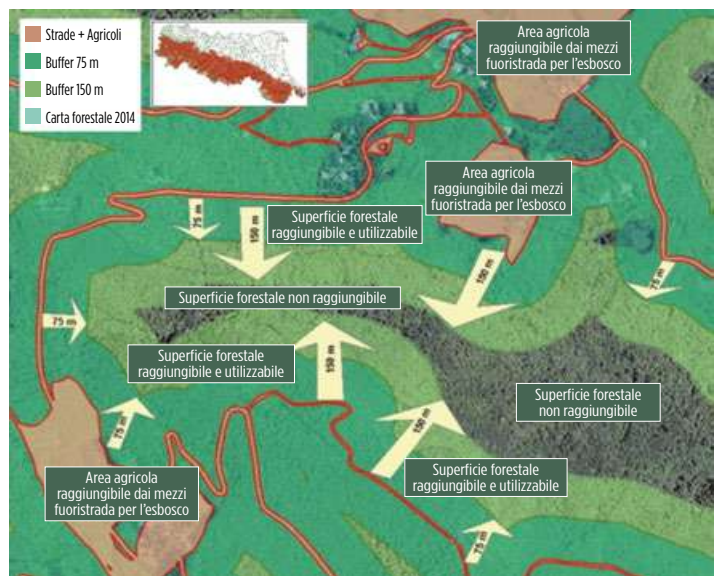 Strade + Agricoli
Buffer 75 m
Buffer 150 m
Carta forestale 2014
Area agricola
raggiungibile dai mezzi
fuoristrada per l'esbosco
Area agricola
raggiungibile dai mezzi
fuoristrada per l'esbosco
75 m
150 m
Superficie forestale
raggiungibile e utilizzabile
150 m
75 m
Superficie forestale non raggiungibile
75 m
Superficie forestale
raggiungibile e utilizzabile
150 m
Superficie forestale
non raggiungibile
75 m
150 m
Superficie forestale
raggiungibile e utilizzabile
Area agricola
raggiungibile dai mezzi
fuoristrada per l'esbosco
75 m